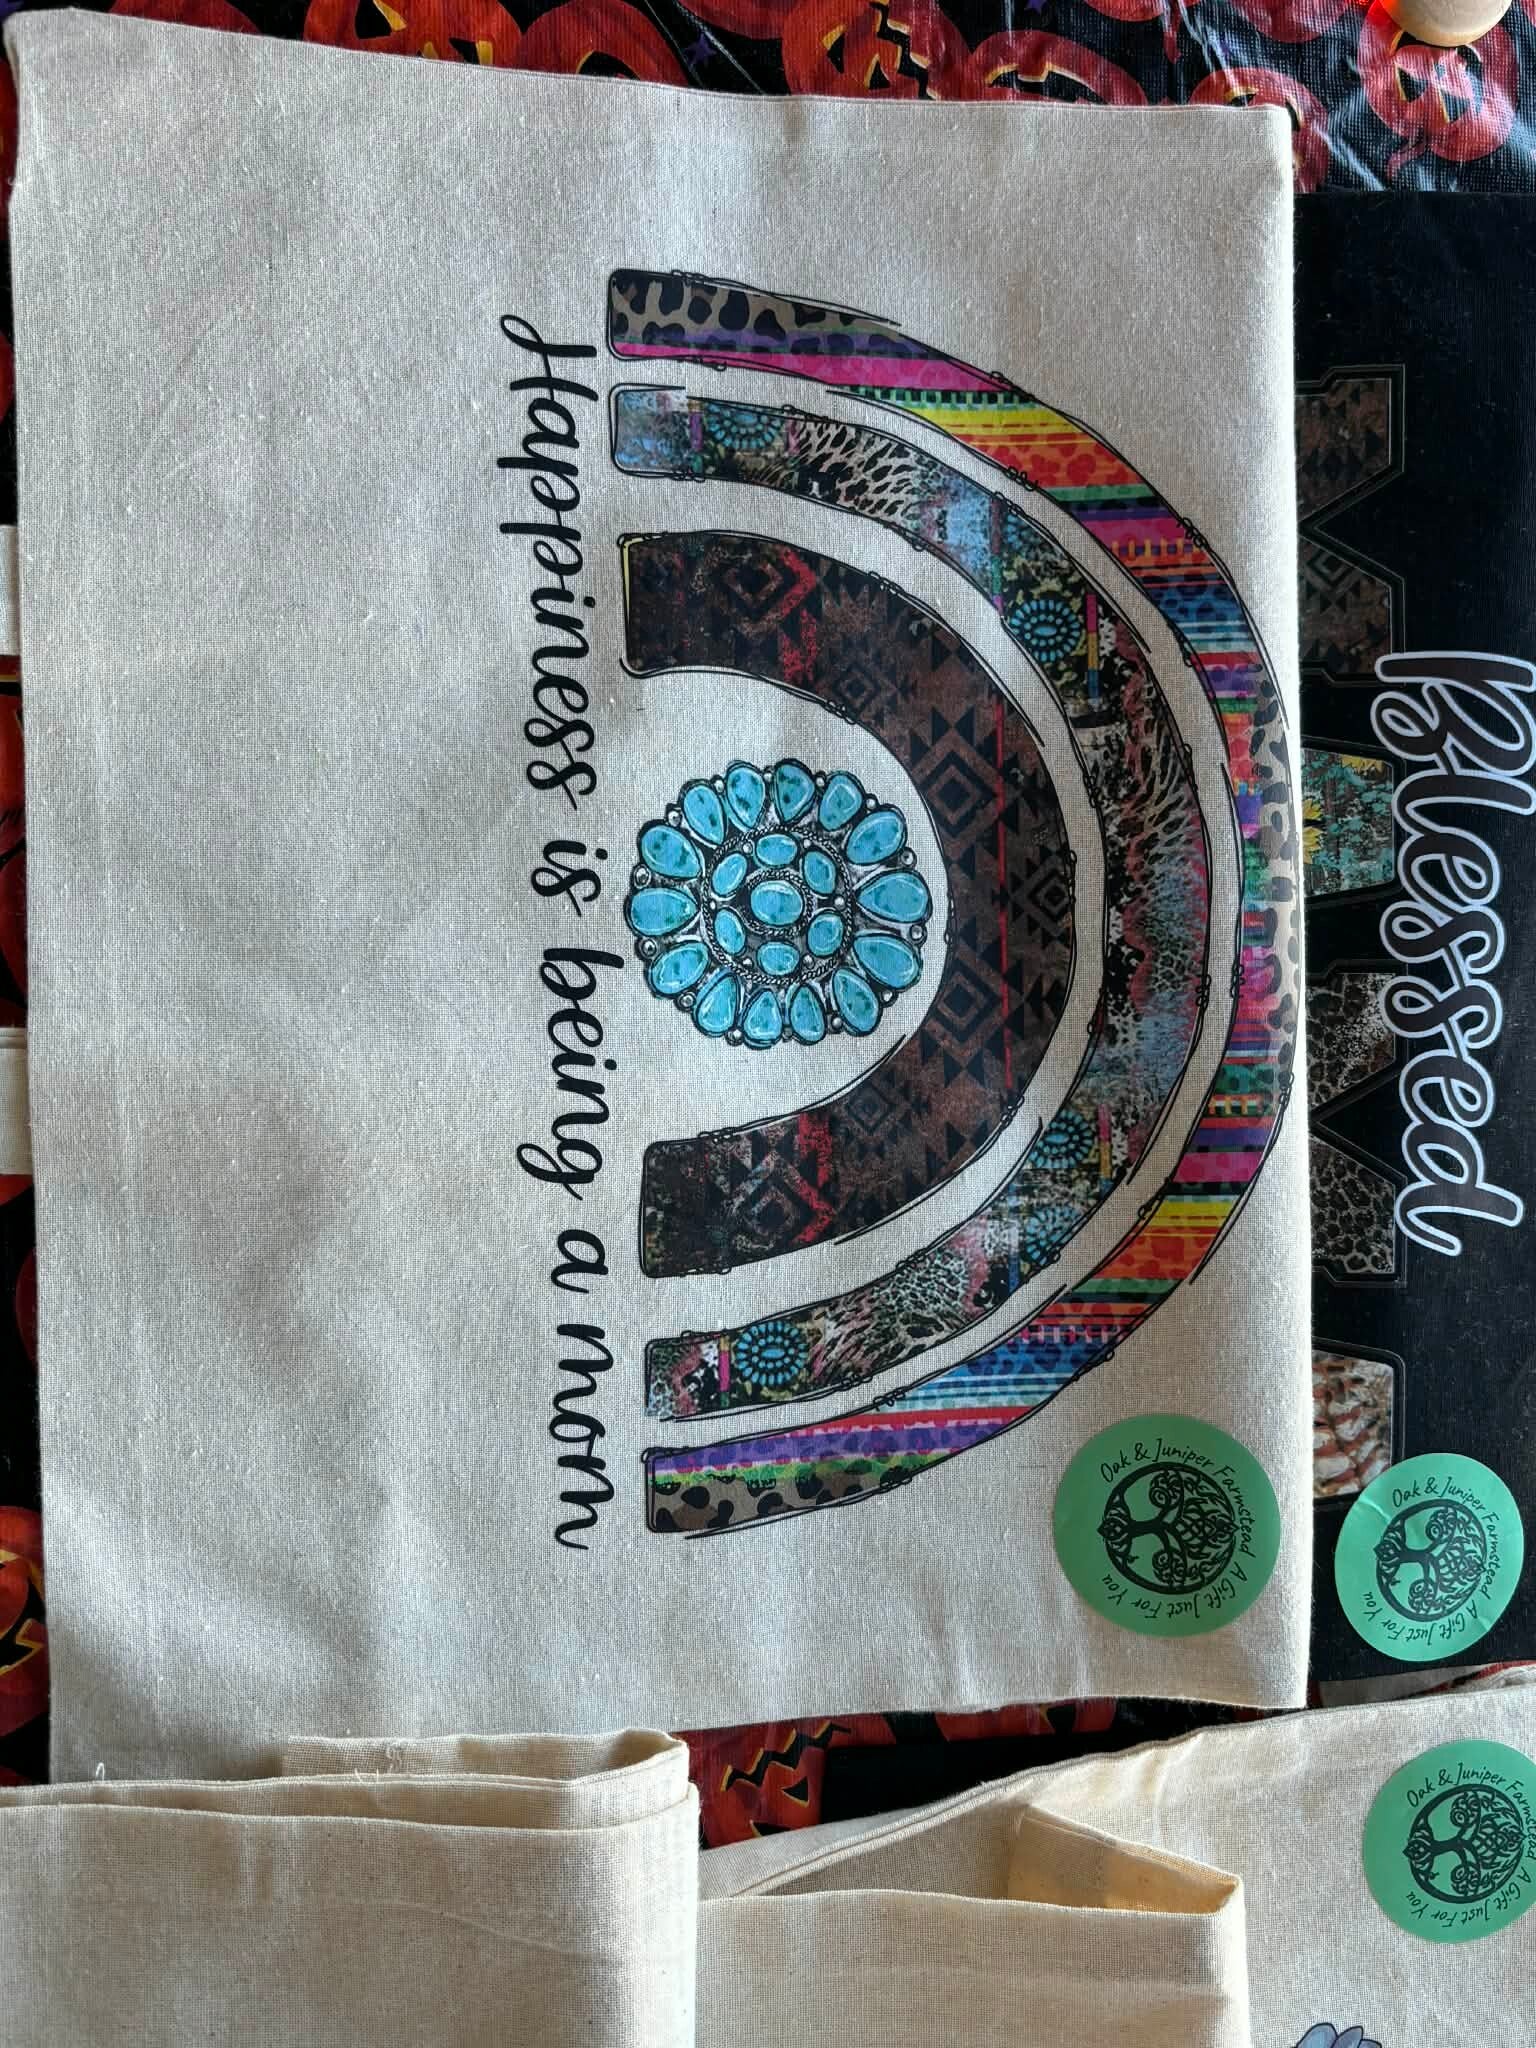 Happiness is being a mom
Blessed
MAMA
Oak & Juniper Farmstead A Gift Just For You
Oak & Juniper Farmstead A Gift Just For You
Oak & Juniper Farmstead A Gift Just For You